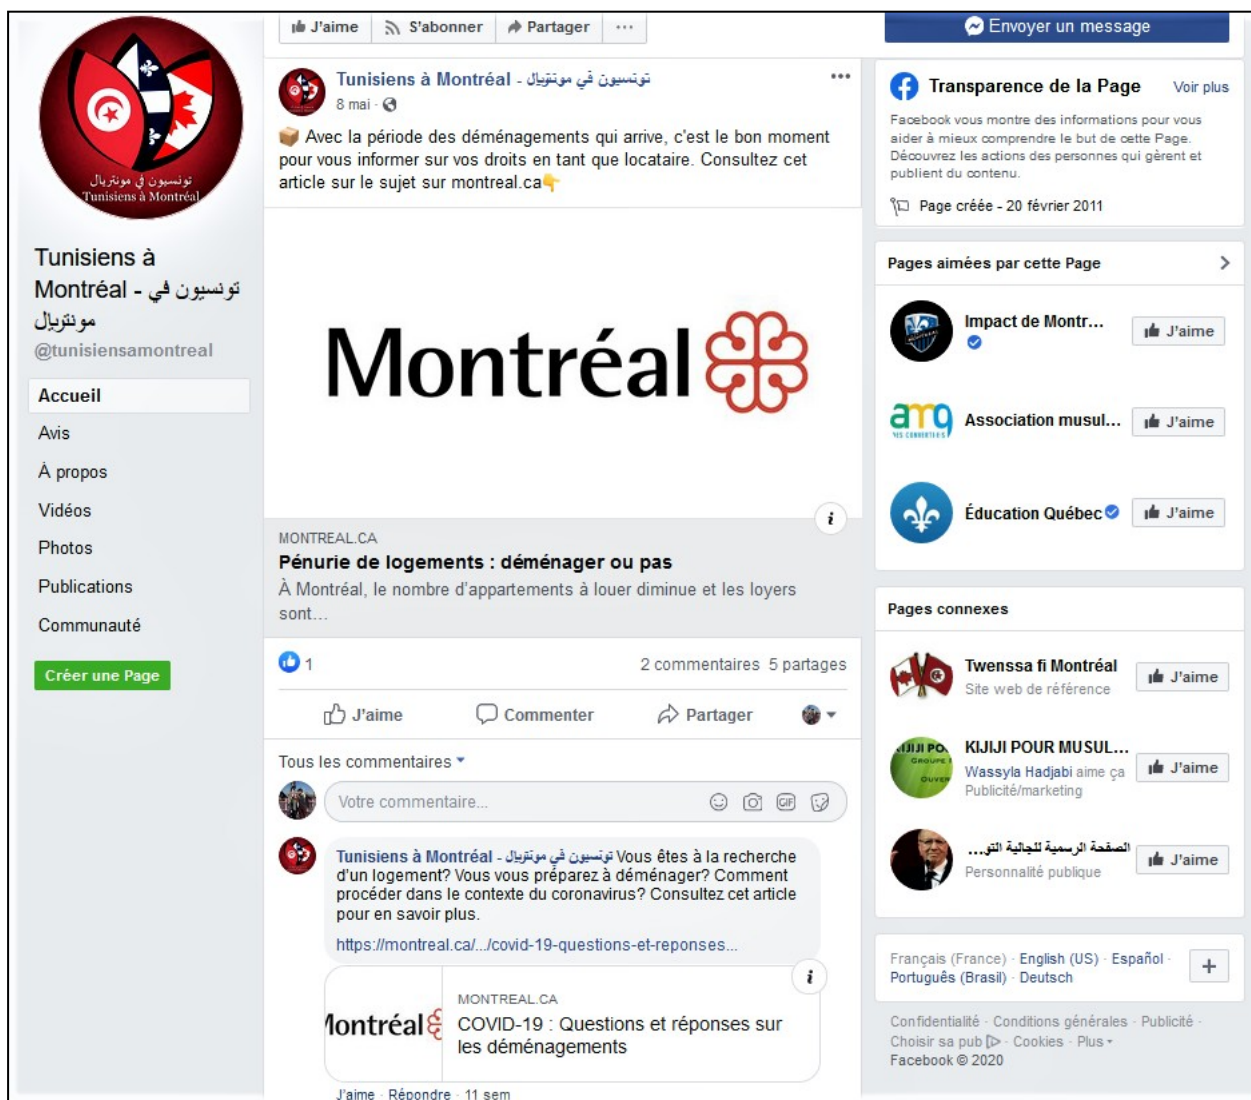 تونسيون في مونتريال
Tunisiens à Montréal
Tunisiens à
Montréal - تونسيون في
مونتريال
@tunisiensamontreal
Accueil
Avis
À propos
Vidéos
Photos
Publications
Communauté
Créer une Page
J'aime S'abonner Partager ...
Tunisiens à Montréal - تونسيون في مونتريال
8 mai ·
Avec la période des déménagements qui arrive, c'est le bon moment
pour vous informer sur vos droits en tant que locataire. Consultez cet
article sur le sujet sur montreal.ca
Montréal
i
MONTREAL.CA
Pénurie de logements : déménager ou pas
À Montréal, le nombre d'appartements à louer diminue et les loyers
sont...
1 2 commentaires 5 partages
J'aime Commenter Partager
Tous les commentaires
Votre commentaire... GIF
Tunisiens à Montréal - تونسيون في مونتريال Vous êtes à la recherche
d'un logement? Vous vous préparez à déménager? Comment
procéder dans le contexte du coronavirus? Consultez cet article
pour en savoir plus.
https://montreal.ca/.../covid-19-questions-et-reponses...
i
MONTREAL.CA
Montréal
COVID-19 : Questions et réponses sur
les déménagements
J'aime · Répondre · 11 sem
Envoyer un message
Transparence de la Page Voir plus
Facebook vous montre des informations pour vous
aider à mieux comprendre le but de cette Page.
Découvrez les actions des personnes qui gèrent et
publient du contenu.
Page créée - 20 février 2011
Pages aimées par cette Page
Impact de Montr... J'aime
amq
Association musul... J'aime
Éducation Québec J'aime
Pages connexes
Twenssa fi Montréal
Site web de référence
J'aime
KIJIJI POUR MUSUL...
Wassyla Hadjabi aime ça
Publicité/marketing
J'aime
الصفحة الرسمية للجالية التو...
Personnalité publique
J'aime
Français (France) · English (US) · Español ·
Português (Brasil) · Deutsch
+
Confidentialité · Conditions générales · Publicité ·
Choisir sa pub · Cookies · Plus
Facebook © 2020